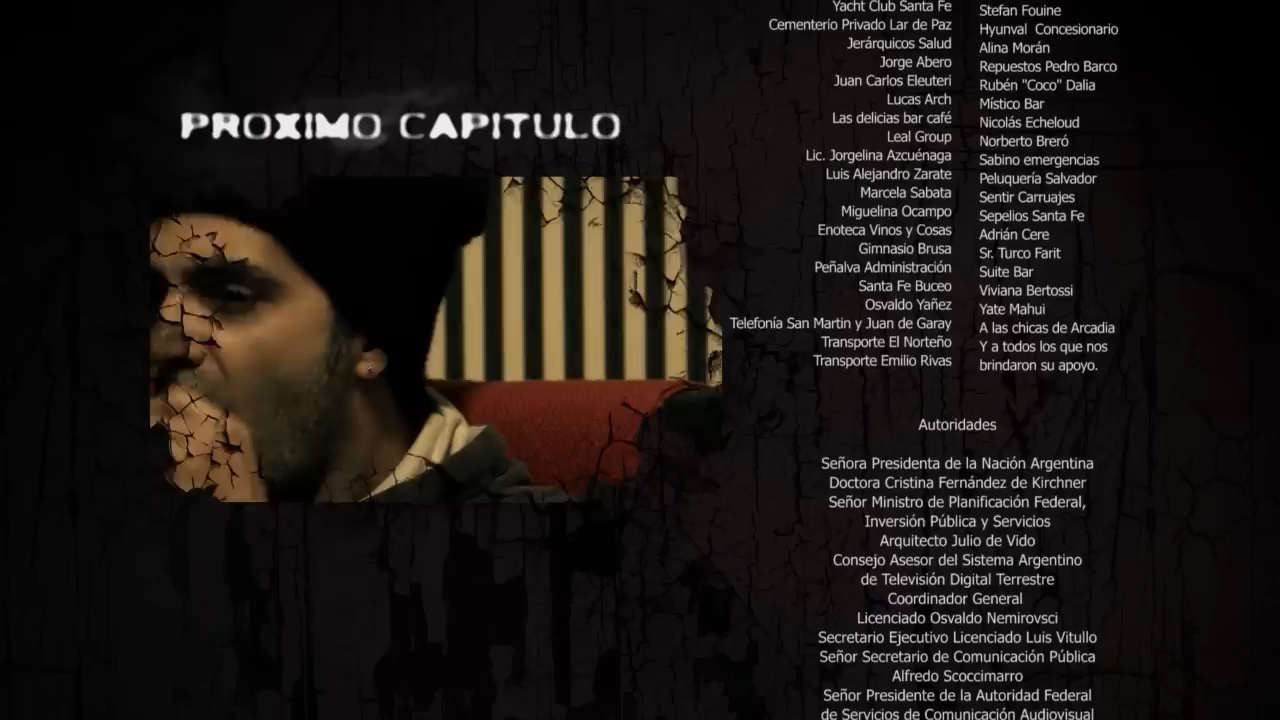 PROXIMO CAPITULO
Yacht Club Santa Fe
Cementerio Privado Lar de Paz
Jerárquicos Salud
Jorge Abero
Juan Carlos Eleuteri
Lucas Arch
Las delicias bar café
Leal Group
Lic. Jorgelina Azcuénaga
Luis Alejandro Zarate
Marcela Sabata
Miguelina Ocampo
Enoteca Vinos y Cosas
Gimnasio Brusa
Peñalva Administración
Santa Fe Buceo
Osvaldo Yañez
Telefonía San Martin y Juan de Garay
Transporte El Norteño
Transporte Emilio Rivas
Stefan Fouine
Hyunval Concesionario
Alina Morán
Repuestos Pedro Barco
Rubén "Coco" Dalia
Místico Bar
Nicolás Echeloud
Norberto Breró
Sabino emergencias
Peluquería Salvador
Sentir Carruajes
Sepelios Santa Fe
Adrián Cere
Sr. Turco Farit
Suite Bar
Viviana Bertossi
Yate Mahui
A las chicas de Arcadia
Y a todos los que nos
brindaron su apoyo.
Autoridades
Señora Presidenta de la Nación Argentina
Doctora Cristina Fernández de Kirchner
Señor Ministro de Planificación Federal,
Inversión Pública y Servicios
Arquitecto Julio de Vido
Consejo Asesor del Sistema Argentino
de Televisión Digital Terrestre
Coordinador General
Licenciado Osvaldo Nemirovsci
Secretario Ejecutivo Licenciado Luis Vitullo
Señor Secretario de Comunicación Pública
Alfredo Scoccimarro
Señor Presidente de la Autoridad Federal
de Servicios de Comunicación Audiovisual